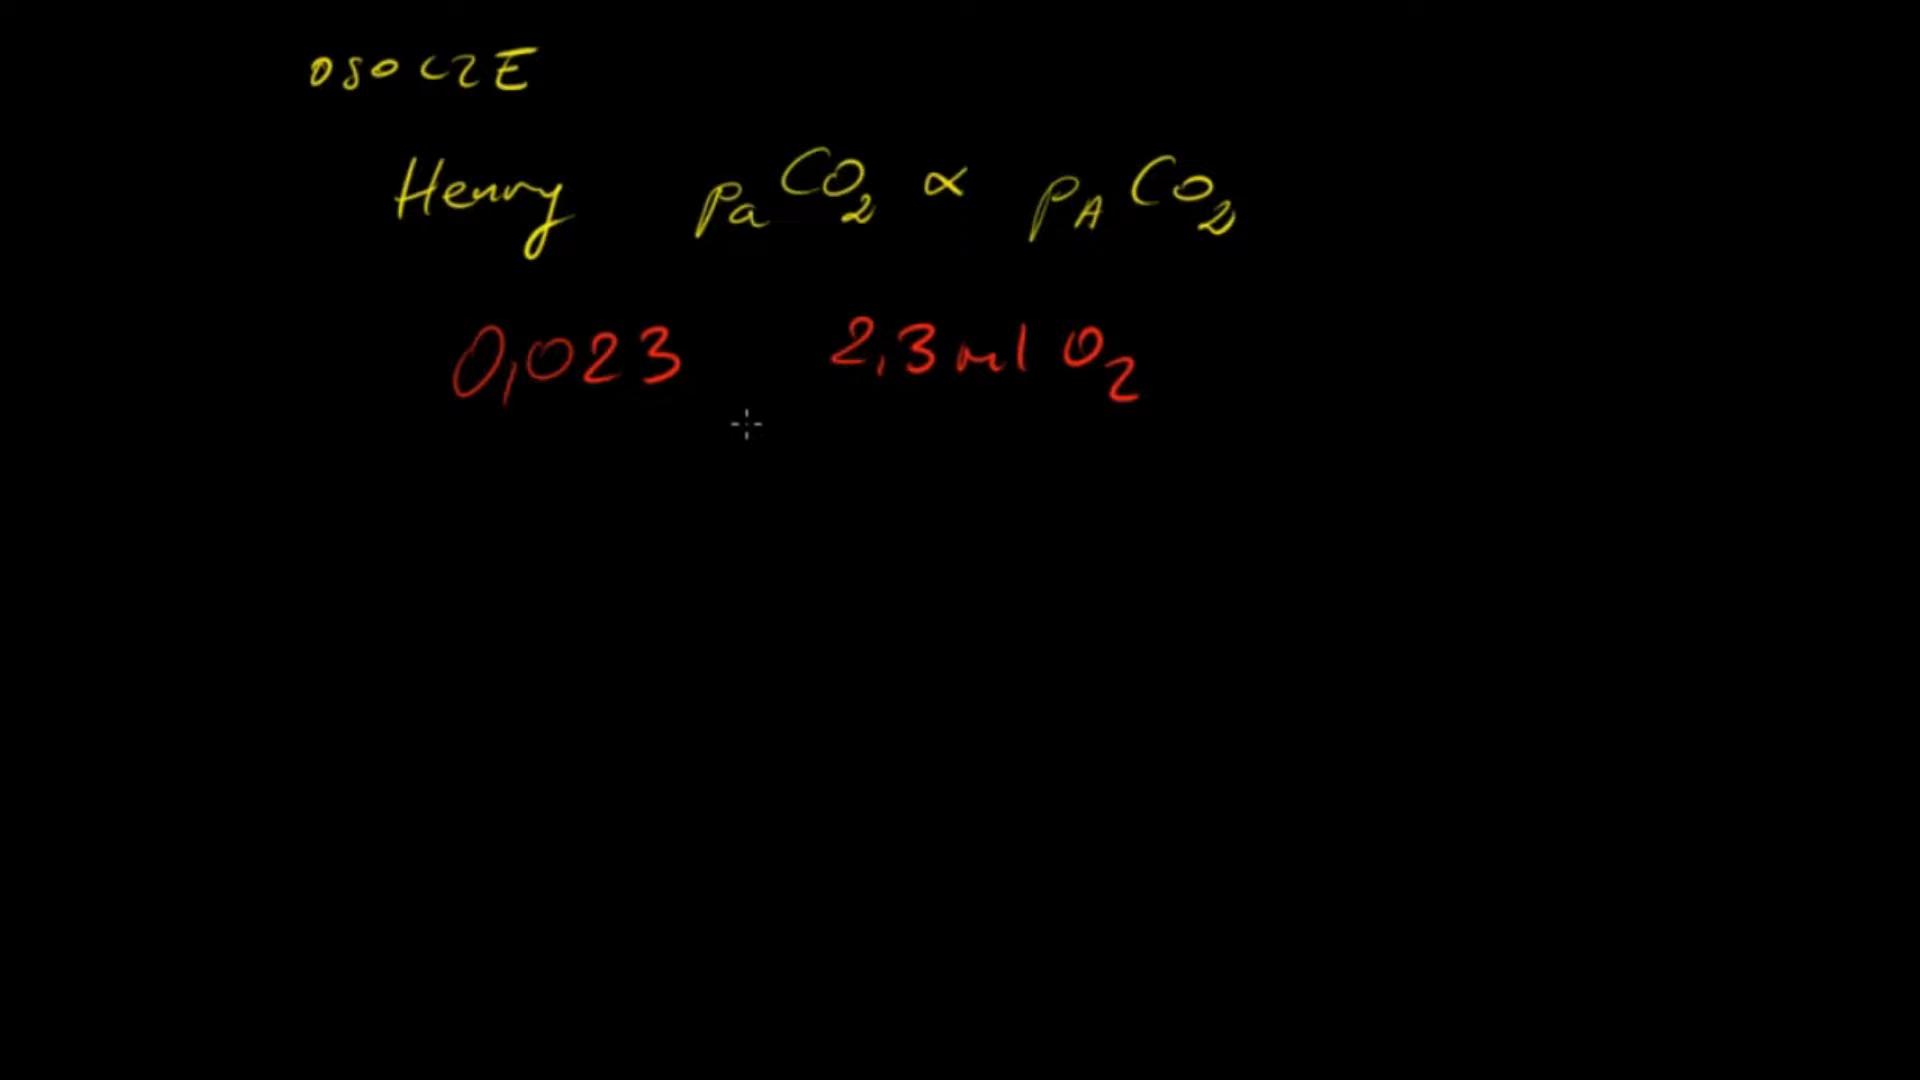 OSOCZE
Henry paCO₂ ∝ pACO₂
0,023 2,3 ml O₂